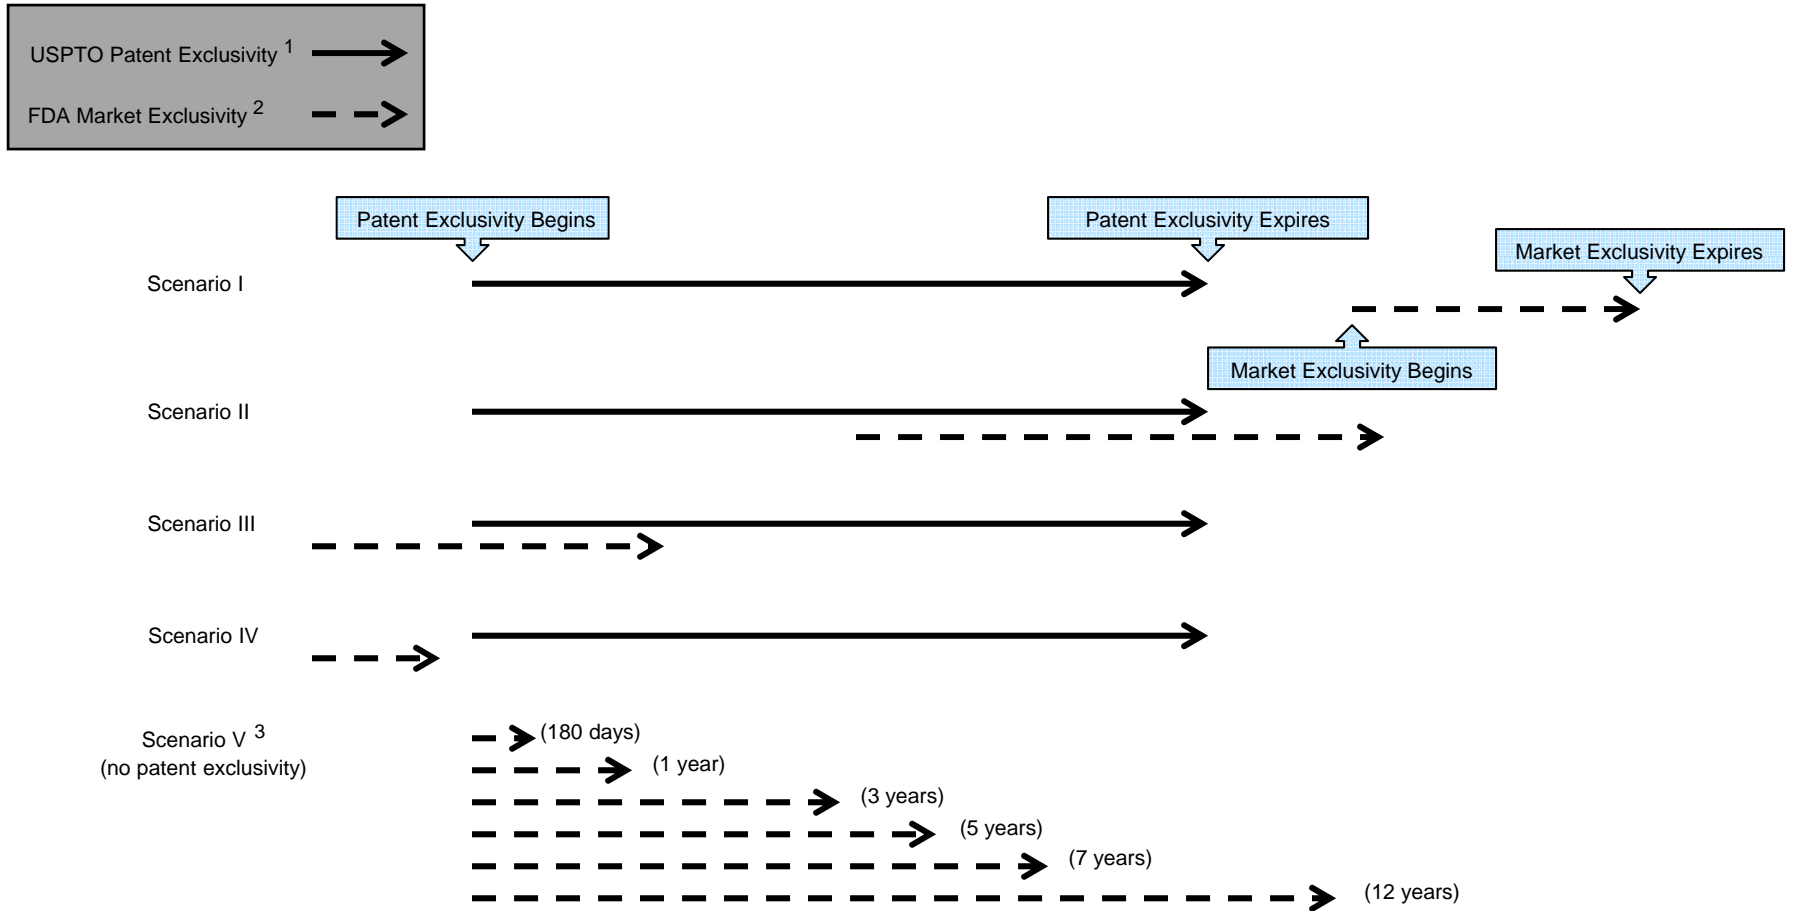 USPTO Patent Exclusivity 1
FDA Market Exclusivity 2
Patent Exclusivity Begins
Patent Exclusivity Expires
Market Exclusivity Expires
Scenario I
Market Exclusivity Begins
Scenario II
Scenario III
Scenario IV
Scenario V 3
(no patent exclusivity)
(180 days)
(1 year)
(3 years)
(5 years)
(7 years)
(12 years)